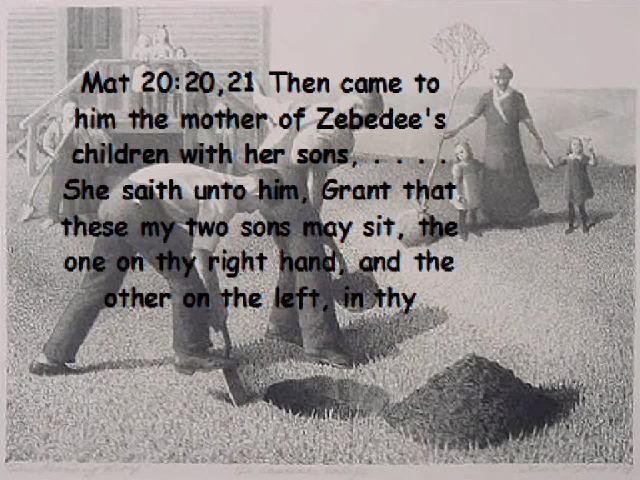 Mat 20:20,21 Then came to
him the mother of Zebedee's
children with her sons, . . . .
She saith unto him, Grant that
these my two sons may sit, the
one on thy right hand, and the
other on the left, in thy